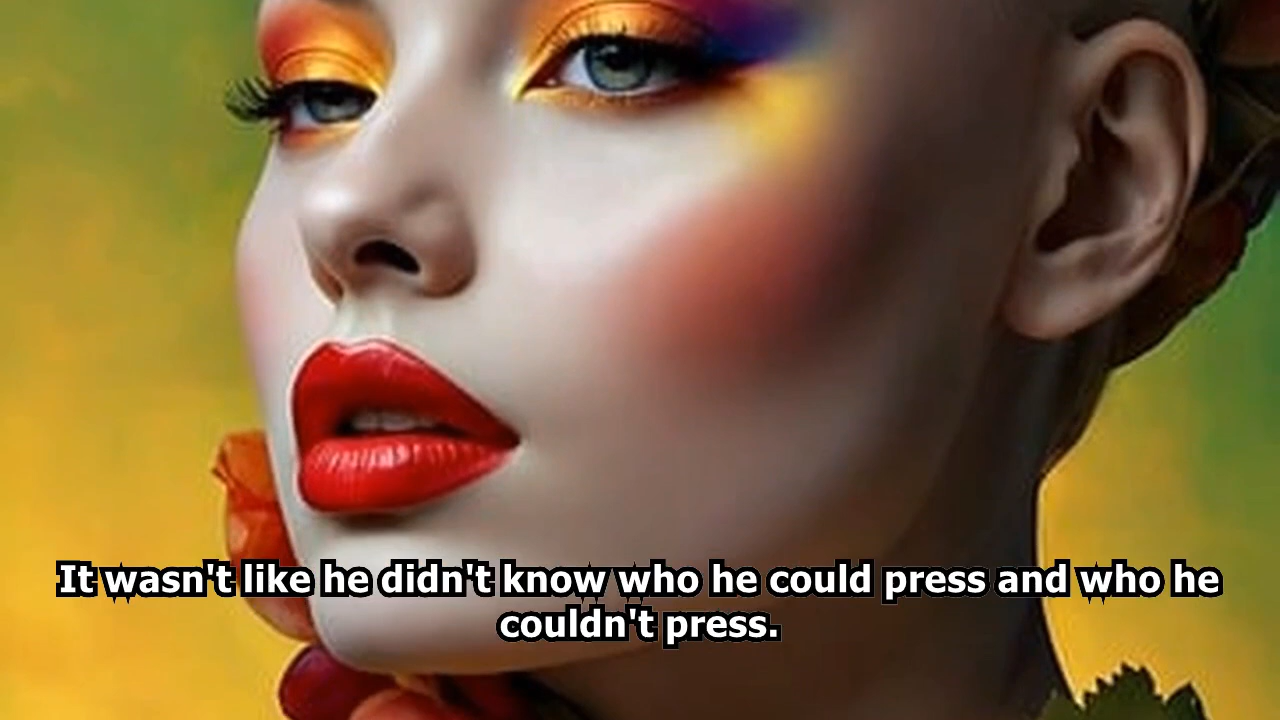 It wasn't like he didn't know who he could press and who he
couldn't press.